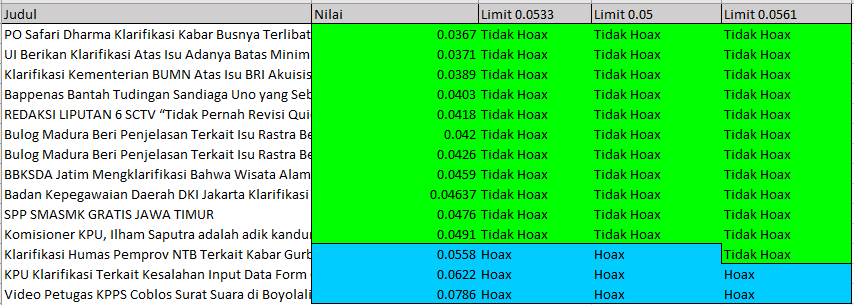 Judul Nilai Limit 0.0533 Limit 0.05 Limit 0.0561
PO Safari Dharma Klarifikasi Kabar Busnya Terlibat 0.0367 Tidak Hoax Tidak Hoax Tidak Hoax
UI Berikan Klarifikasi Atas Isu Adanya Batas Minim 0.0371 Tidak Hoax Tidak Hoax Tidak Hoax
Klarifikasi Kementerian BUMN Atas Isu BRI Akuisis 0.0389 Tidak Hoax Tidak Hoax Tidak Hoax
Bappenas Bantah Tudingan Sandiaga Uno yang Seb 0.0403 Tidak Hoax Tidak Hoax Tidak Hoax
REDAKSI LIPUTAN 6 SCTV “Tidak Pernah Revisi Qui 0.0418 Tidak Hoax Tidak Hoax Tidak Hoax
Bulog Madura Beri Penjelasan Terkait Isu Rastra Be 0.042 Tidak Hoax Tidak Hoax Tidak Hoax
Bulog Madura Beri Penjelasan Terkait Isu Rastra Be 0.0426 Tidak Hoax Tidak Hoax Tidak Hoax
BBKSDA Jatim Mengklarifikasi Bahwa Wisata Alam 0.0459 Tidak Hoax Tidak Hoax Tidak Hoax
Badan Kepegawaian Daerah DKI Jakarta Klarifikasi 0.04637 Tidak Hoax Tidak Hoax Tidak Hoax
SPP SMASMK GRATIS JAWA TIMUR 0.0476 Tidak Hoax Tidak Hoax Tidak Hoax
Komisioner KPU, Ilham Saputra adalah adik kandu 0.0491 Tidak Hoax Tidak Hoax Tidak Hoax
Klarifikasi Humas Pemprov NTB Terkait Kabar Gurb 0.0558 Hoax Hoax Tidak Hoax
KPU Klarifikasi Terkait Kesalahan Input Data Form 0.0622 Hoax Hoax Hoax
Video Petugas KPPS Coblos Surat Suara di Boyolali 0.0786 Hoax Hoax Hoax